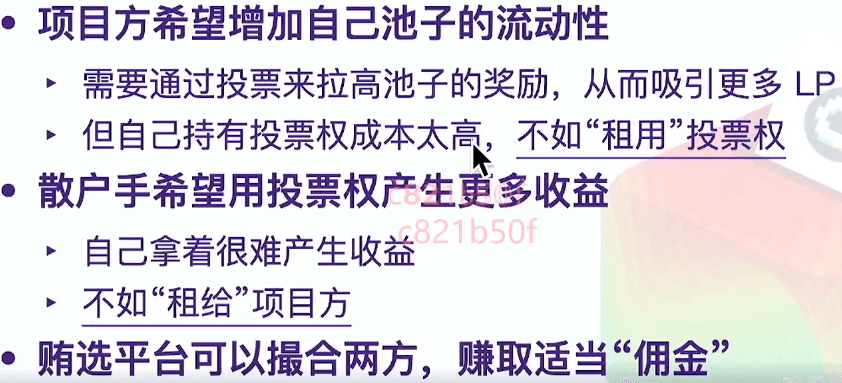 • 项目方希望增加自己池子的流动性
‣ 需要通过投票来拉高池子的奖励，从而吸引更多 LP
‣ 但自己持有投票权成本太高，不如“租用”投票权
• 散户手希望用投票权产生更多收益
c821b50f
c821b50f
‣ 自己拿着很难产生收益
‣ 不如“租给”项目方
• 贿选平台可以撮合两方，赚取适当“佣金”